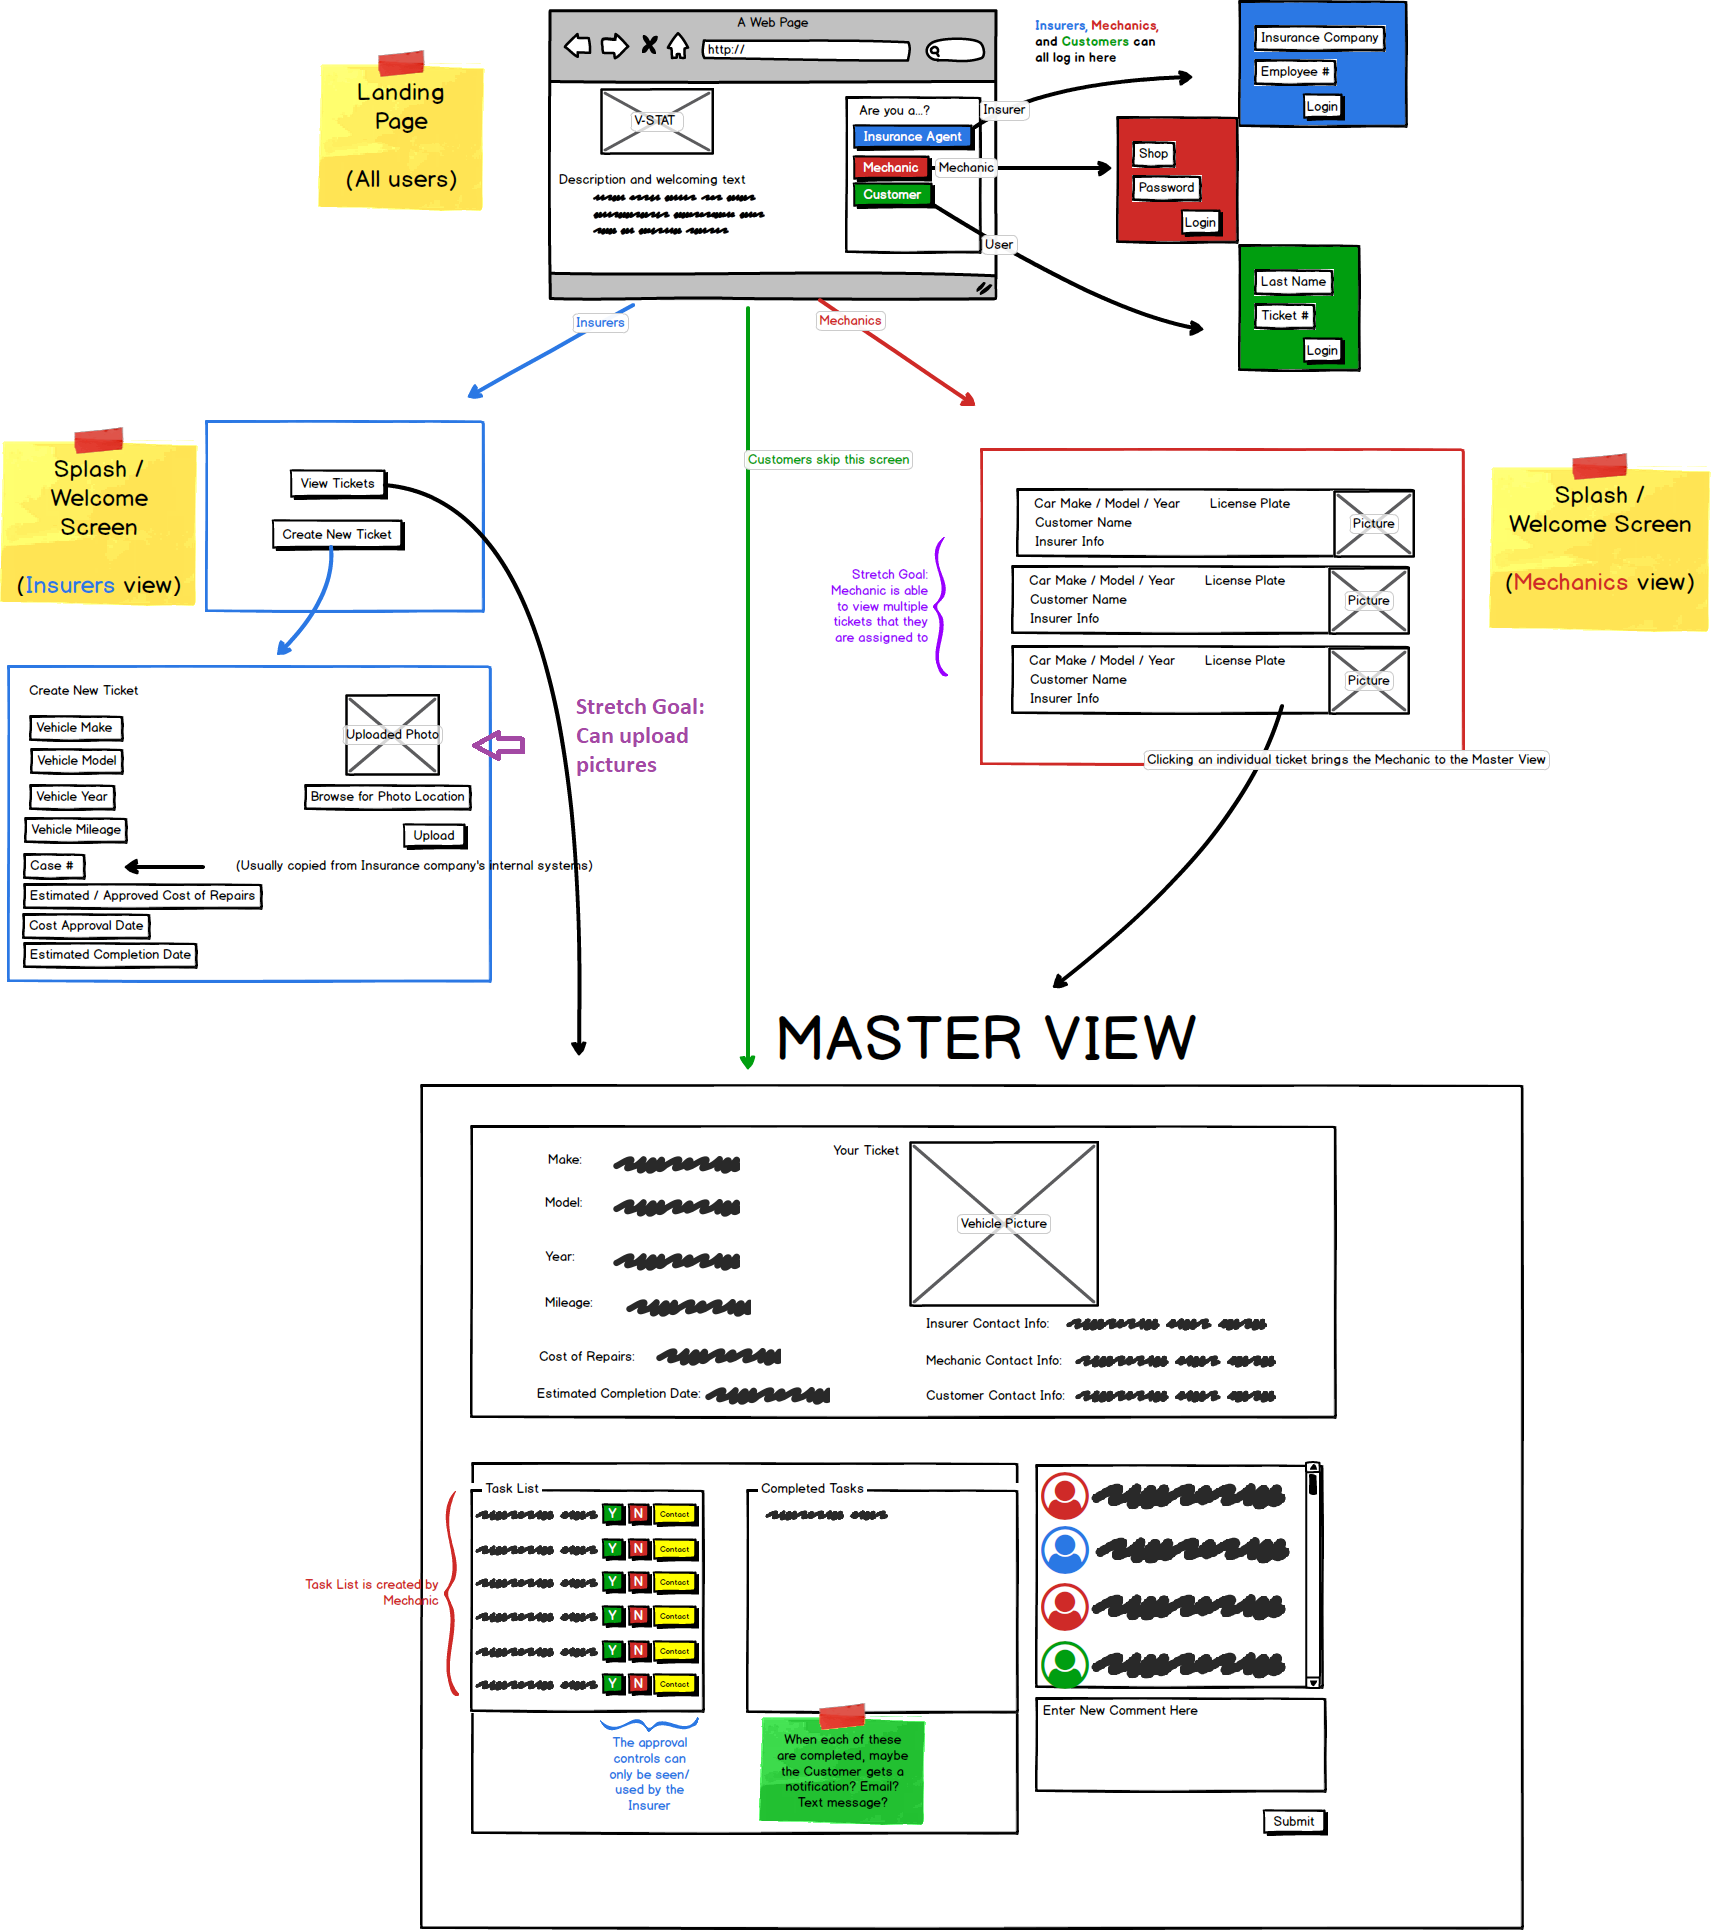 A Web Page
http://
V-STAT
Description and welcoming text
Are you a...?
Insurance Agent
Mechanic
Customer
Insurer
Mechanic
User
Insurers, Mechanics,
and Customers can
all log in here
Insurance Company
Employee #
Login
Shop
Password
Login
Last Name
Ticket #
Login
Landing
Page
(All users)
Insurers
Mechanics
Customers skip this screen
Splash /
Welcome
Screen
(Insurers view)
View Tickets
Create New Ticket
Splash /
Welcome Screen
(Mechanics view)
Car Make / Model / Year
License Plate
Customer Name
Insurer Info
Picture
Car Make / Model / Year
License Plate
Customer Name
Insurer Info
Picture
Car Make / Model / Year
License Plate
Customer Name
Insurer Info
Picture
Stretch Goal:
Mechanic is able
to view multiple
tickets that they
are assigned to
Clicking an individual ticket brings the Mechanic to the Master View
Create New Ticket
Vehicle Make
Vehicle Model
Vehicle Year
Vehicle Mileage
Case #
(Usually copied from Insurance company's internal systems)
Estimated / Approved Cost of Repairs
Cost Approval Date
Estimated Completion Date
Uploaded Photo
Browse for Photo Location
Upload
Stretch Goal:
Can upload
pictures
MASTER VIEW
Make:
Model:
Year:
Mileage:
Cost of Repairs:
Estimated Completion Date:
Your Ticket
Vehicle Picture
Insurer Contact Info:
Mechanic Contact Info:
Customer Contact Info:
Task List
Y N Contact
Y N Contact
Y N Contact
Y N Contact
Y N Contact
Y N Contact
Task List is created by
Mechanic
The approval
controls can
only be seen/
used by the
Insurer
Completed Tasks
When each of these
are completed, maybe
the Customer gets a
notification? Email?
Text message?
Enter New Comment Here
Submit